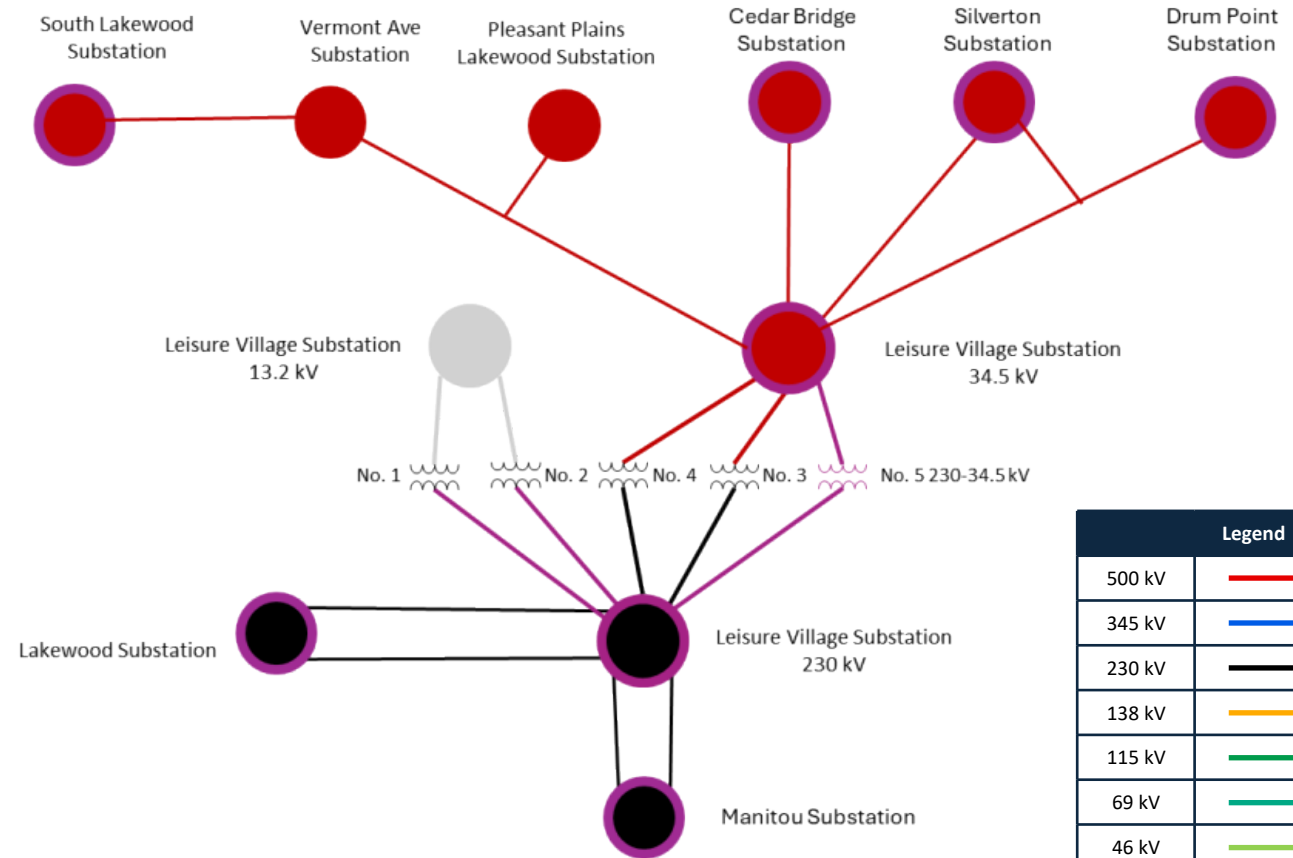 South Lakewood
Substation
Vermont Ave
Substation
Pleasant Plains
Lakewood Substation
Cedar Bridge
Substation
Silverton
Substation
Drum Point
Substation
Leisure Village Substation
13.2 kV
Leisure Village Substation
34.5 kV
No. 1
No. 2
No. 4
No. 3
No. 5 230-34.5 kV
Lakewood Substation
Leisure Village Substation
230 kV
Manitou Substation
Legend
500 kV
345 kV
230 kV
138 kV
115 kV
69 kV
46 kV